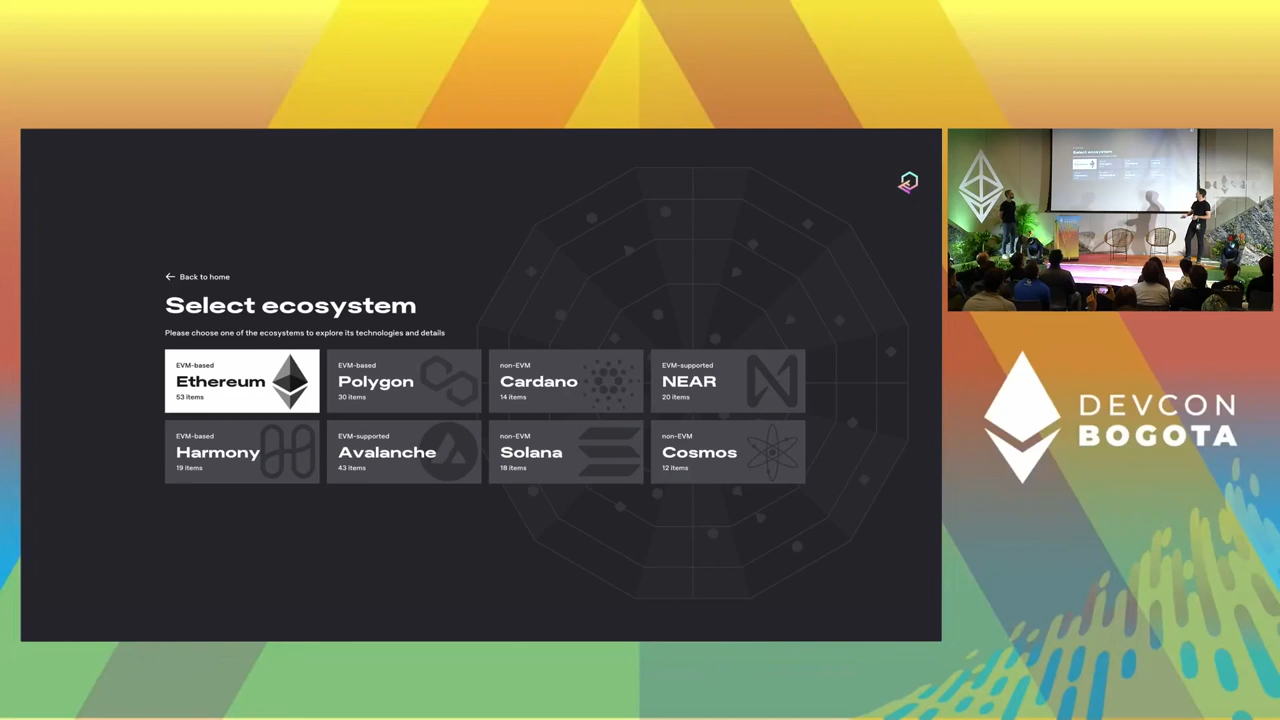 ← Back to home
Select ecosystem
Please choose one of the ecosystems to explore its technologies and details
EVM-based
Ethereum
53 items
EVM-based
Polygon
30 items
non-EVM
Cardano
14 items
EVM-supported
NEAR
20 items
EVM-based
Harmony
19 items
EVM-supported
Avalanche
43 items
non-EVM
Solana
18 items
non-EVM
Cosmos
12 items
Select ecosystem
DEVCON
BOGOTA